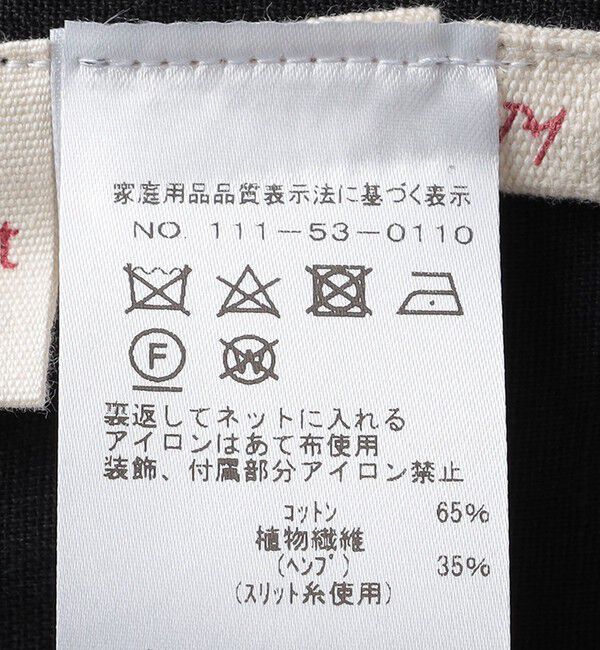 家庭用品品質表示法に基づく表示
NO. 111-53-0110
F
W
裏返してネットに入れる
アイロンはあて布使用
装飾、付属部分アイロン禁止
コットン 65%
植物繊維
(ヘンプ) 35%
(スリット糸使用)
t
M